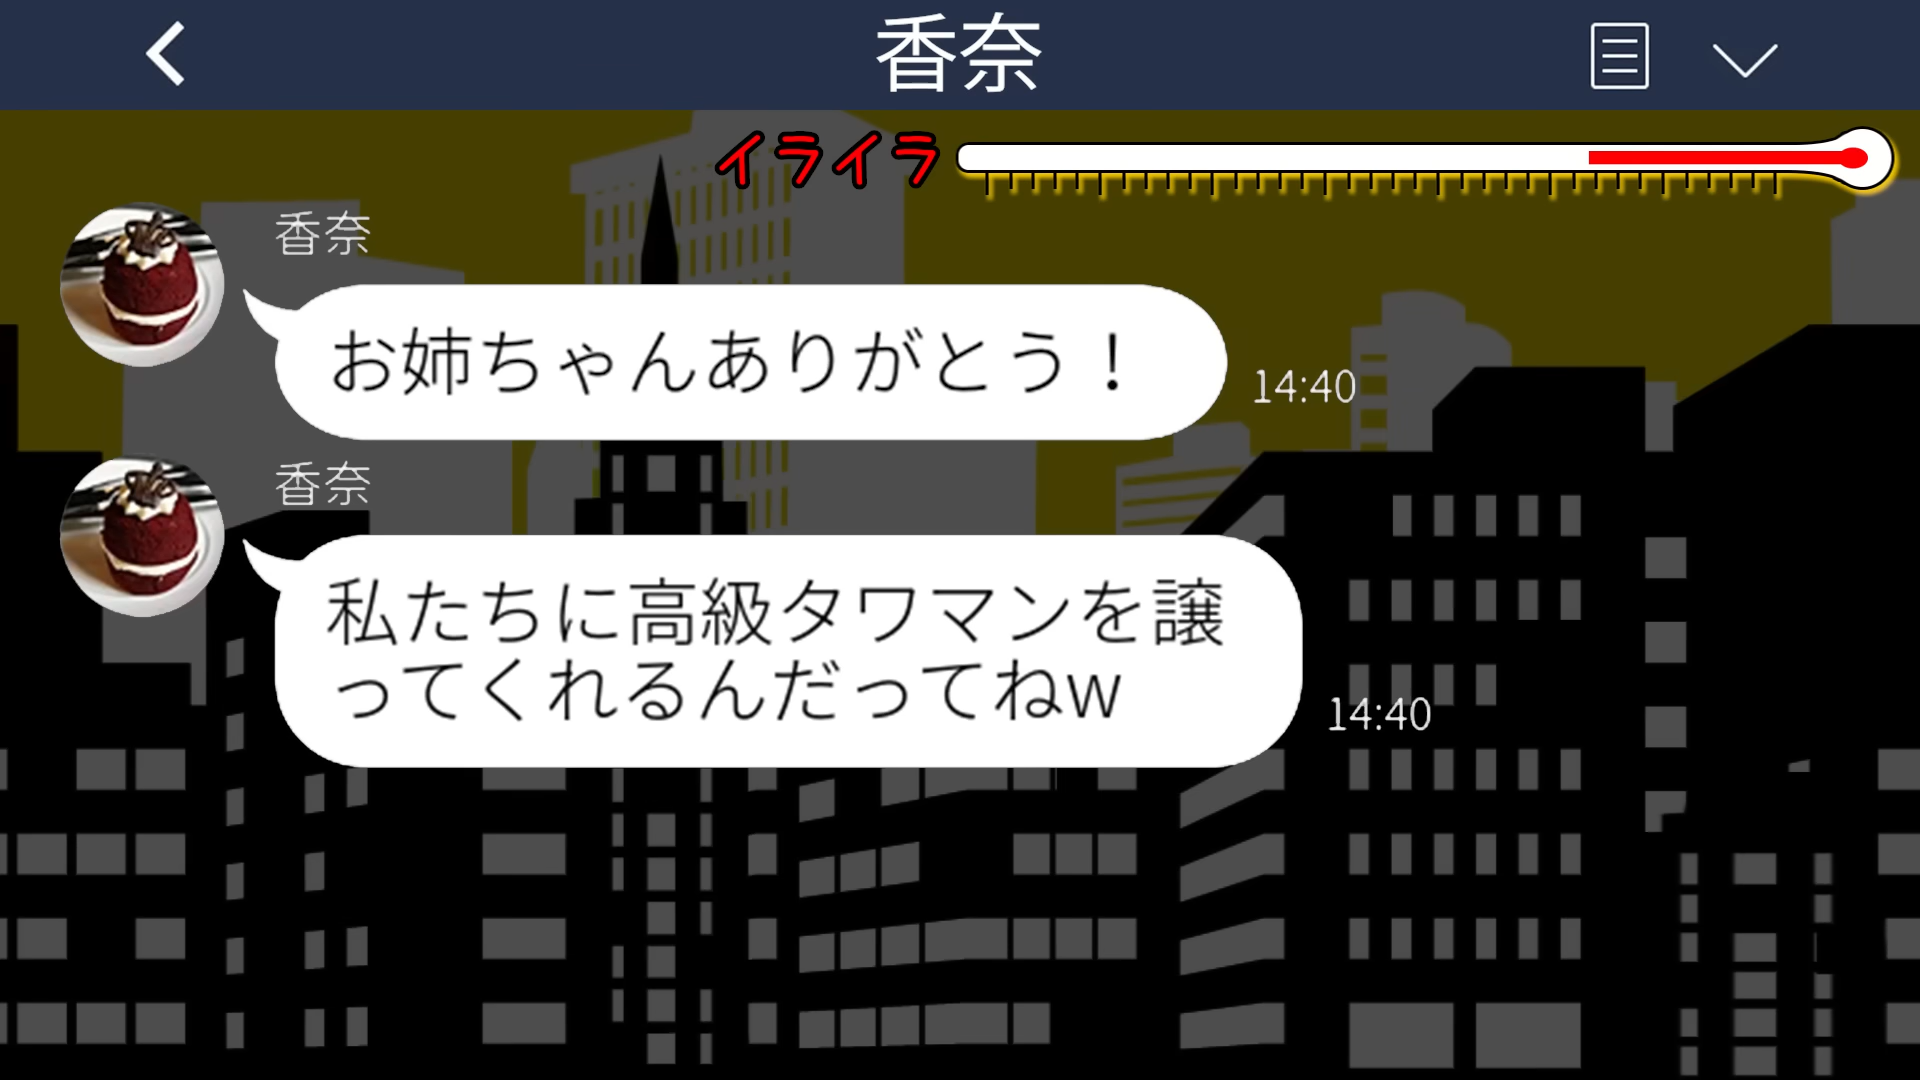 香奈
イライラ
香奈
お姉ちゃんありがとう！
14:40
香奈
私たちに高級タワマンを譲
ってくれるんだってねw
14:40